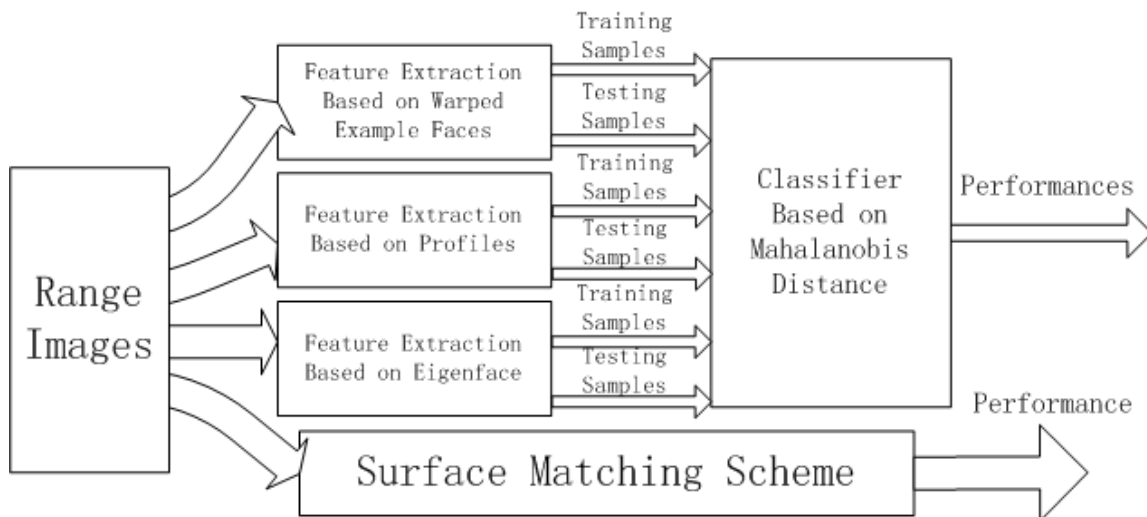 Range
Images
Feature Extraction
Based on Warped
Example Faces
Feature Extraction
Based on Profiles
Feature Extraction
Based on Eigenface
Training
Samples
Testing
Samples
Training
Samples
Testing
Samples
Training
Samples
Testing
Samples
Classifier
Based on
Mahalanobis
Distance
Performances
Surface Matching Scheme
Performance